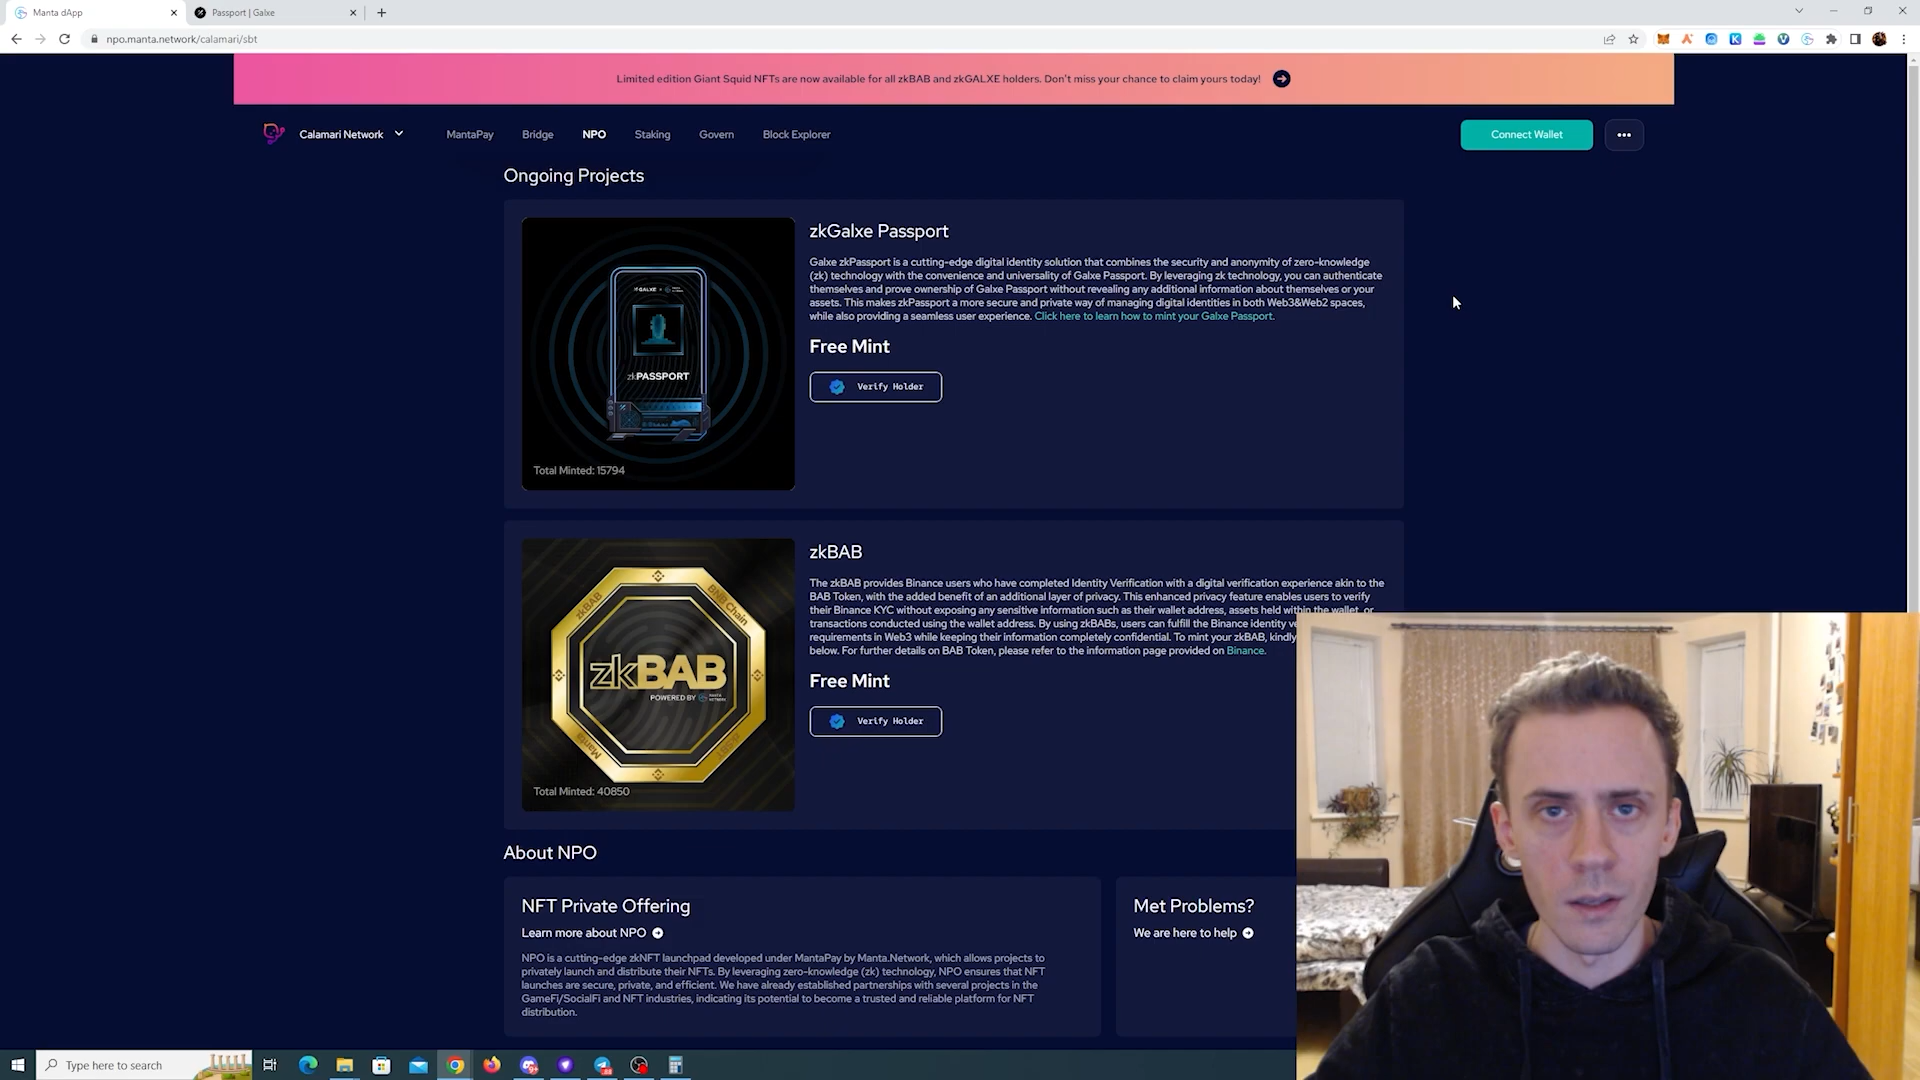 Manta dApp
Passport | Galxe
npo.manta.network/calamari/sbt
Limited edition Giant Squid NFTs are now available for all zkBAB and zkGALXE holders. Don't miss your chance to claim yours today!
Calamari Network
MantaPay
Bridge
NPO
Staking
Govern
Block Explorer
Connect Wallet
Ongoing Projects
zkPASSPORT
Total Minted: 15794
zkGalxe Passport
Galxe zkPassport is a cutting-edge digital identity solution that combines the security and anonymity of zero-knowledge
(zk) technology with the convenience and universality of Galxe Passport. By leveraging zk technology, you can authenticate
themselves and prove ownership of Galxe Passport without revealing any additional information about themselves or your
assets. This makes zkPassport a more secure and private way of managing digital identities in both Web3&Web2 spaces,
while also providing a seamless user experience. Click here to learn how to mint your Galxe Passport.
Free Mint
Verify Holder
zkBAB
BNB Chain
zkBAB
POWERED BY MANTA NETWORK
Manta
Total Minted: 40850
zkBAB
The zkBAB provides Binance users who have completed Identity Verification with a digital verification experience akin to the
BAB Token, with the added benefit of an additional layer of privacy. This enhanced privacy feature enables users to verify
their Binance KYC without exposing any sensitive information such as their wallet address, assets held within the wallet, or
transactions conducted using the wallet address. By using zkBABs, users can fulfill the Binance identity ve
requirements in Web3 while keeping their information completely confidential. To mint your zkBAB, kindly
below. For further details on BAB Token, please refer to the information page provided on Binance.
Free Mint
Verify Holder
About NPO
NFT Private Offering
Learn more about NPO
NPO is a cutting-edge zkNFT launchpad developed under MantaPay by Manta.Network, which allows projects to
privately launch and distribute their NFTs. By leveraging zero-knowledge (zk) technology, NPO ensures that NFT
launches are secure, private, and efficient. We have already established partnerships with several projects in the
GameFi/SocialFi and NFT industries, indicating its potential to become a trusted and reliable platform for NFT
distribution.
Met Problems?
We are here to help
Type here to search